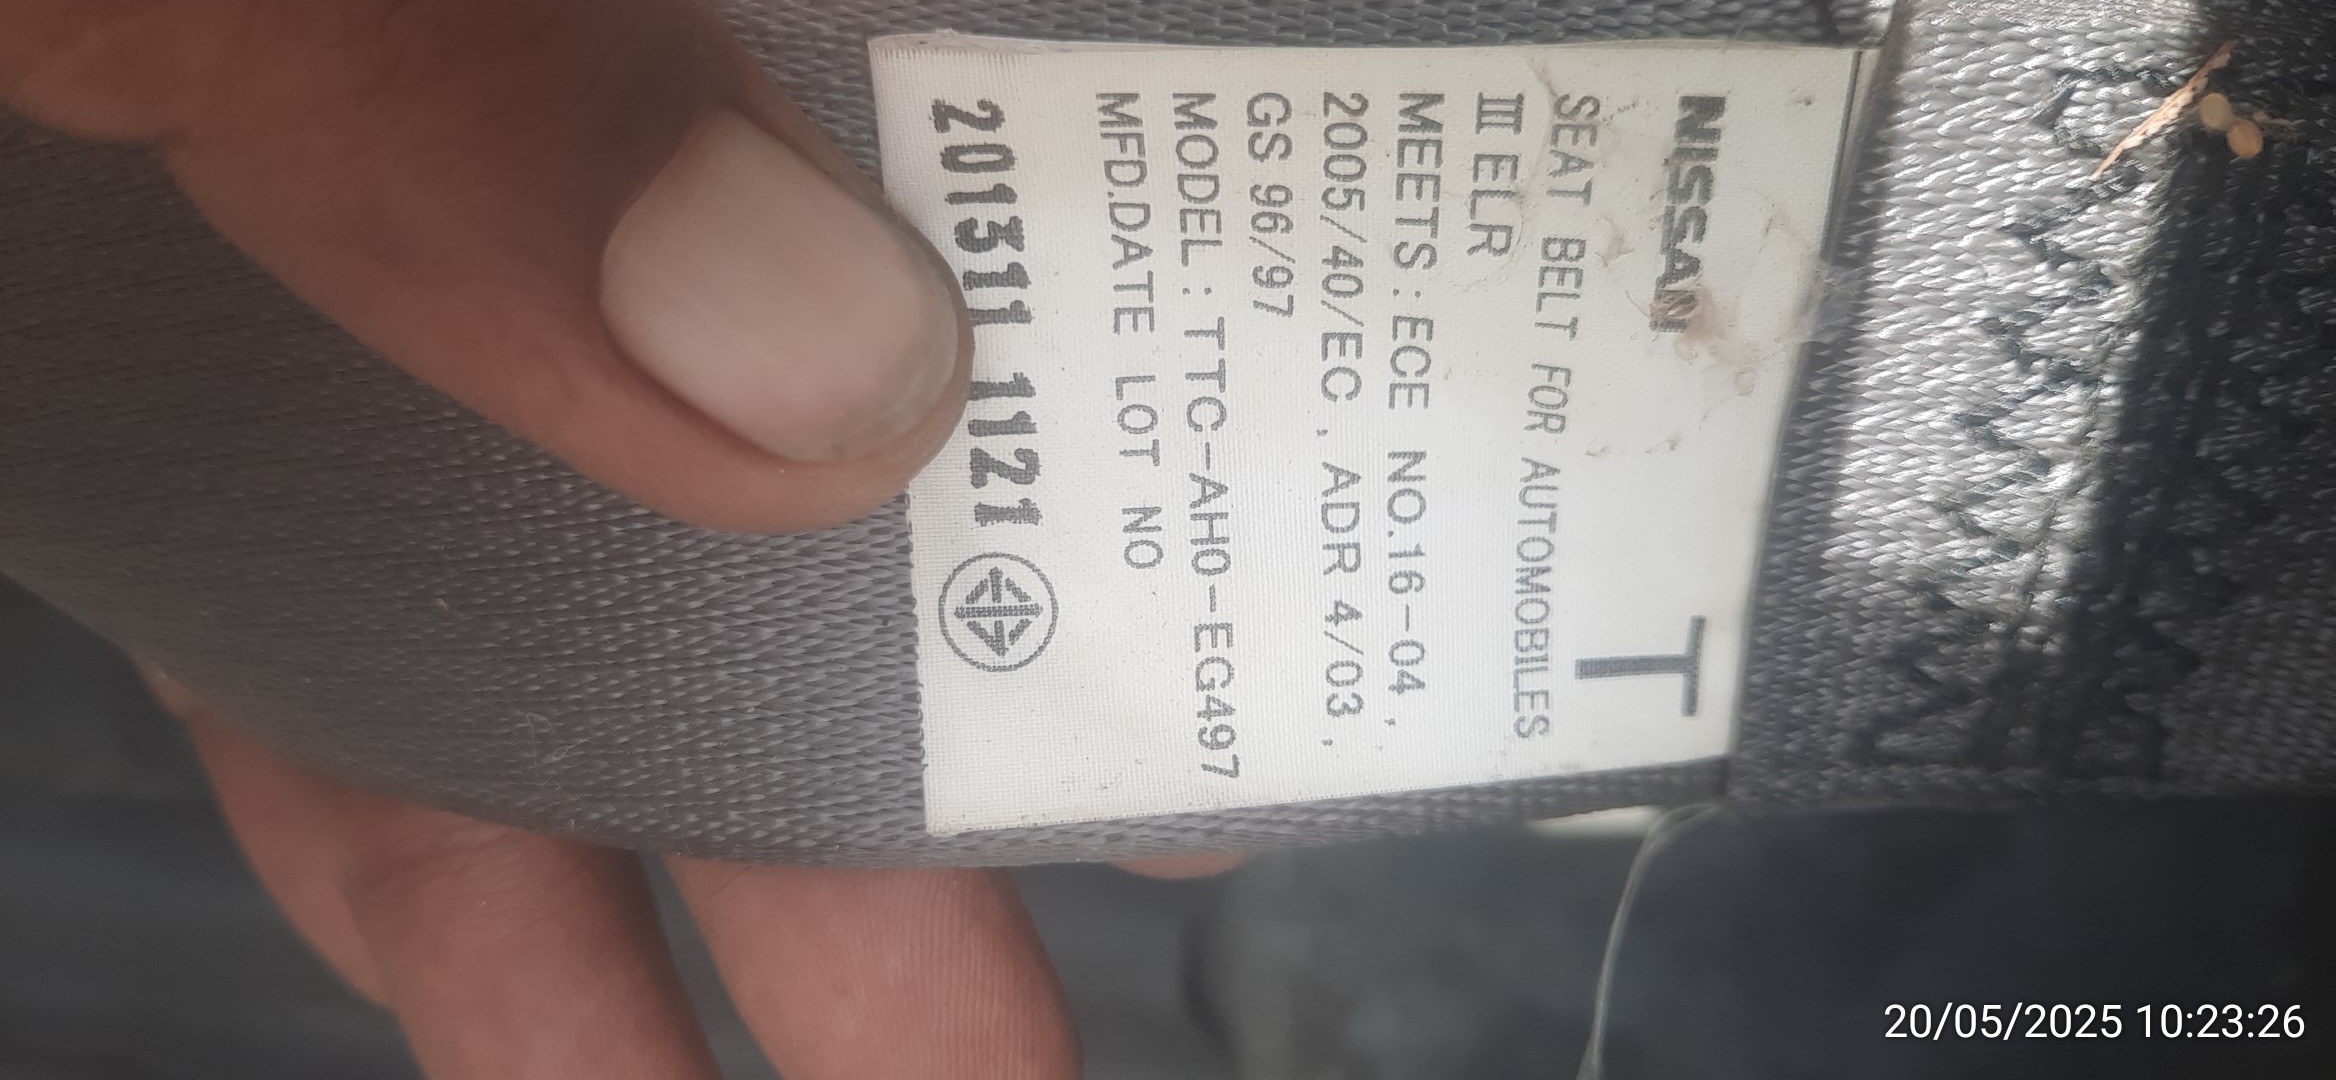 NISSAN T
SEAT BELT FOR AUTOMOBILES
III ELR
MEETS : ECE NO.16-04 ,
2005/40/EC , ADR 4/03 ,
GS 96/97
MODEL : TTC-AH0-EG497
MFD.DATE LOT NO
20131111 1121
20/05/2025 10:23:26